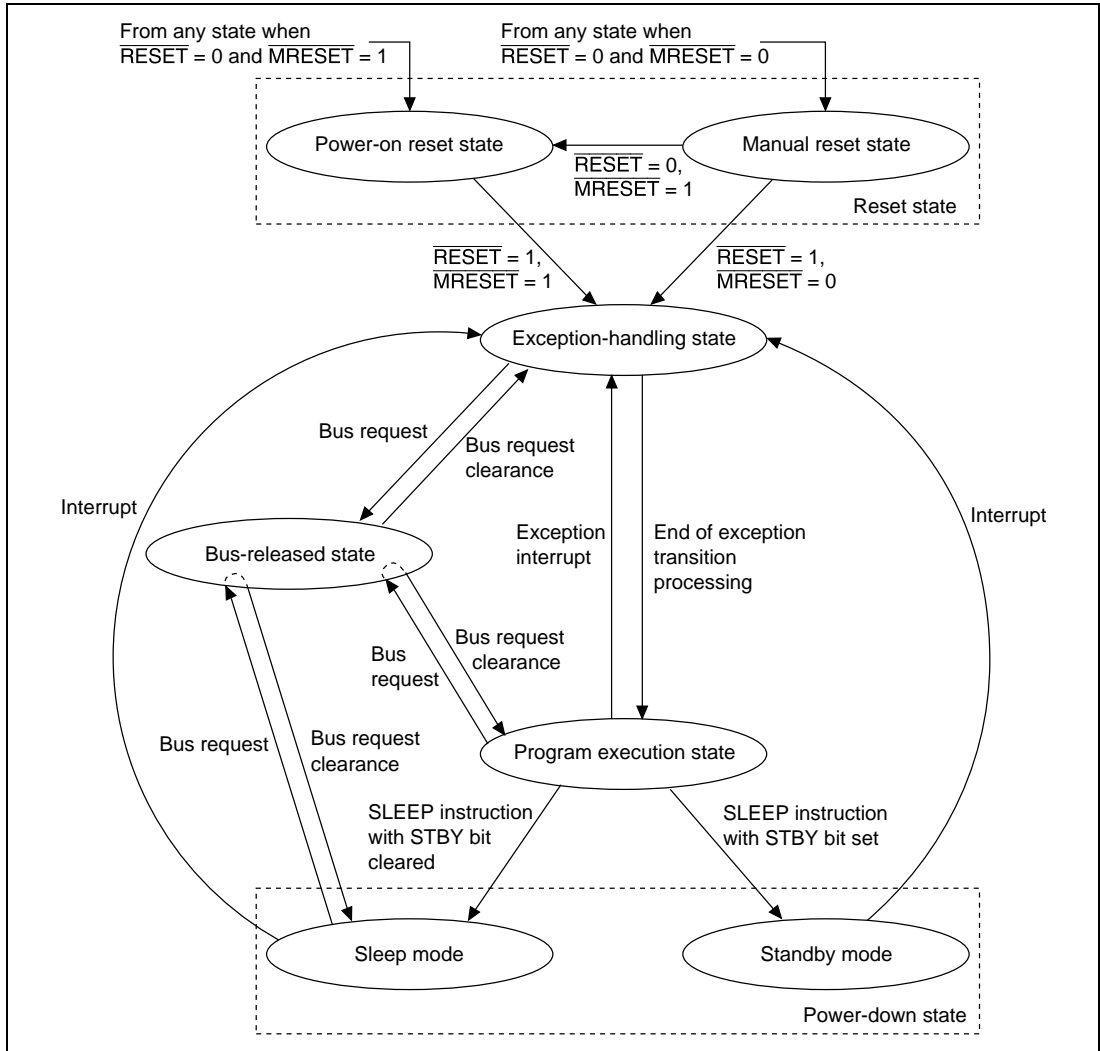 From any state when
RESET = 0 and MRESET = 1
From any state when
RESET = 0 and MRESET = 0
Power-on reset state
Manual reset state
RESET = 0,
MRESET = 1
Reset state
RESET = 1,
MRESET = 1
RESET = 1,
MRESET = 0
Exception-handling state
Bus request
Bus request
clearance
Interrupt
Interrupt
Exception
interrupt
End of exception
transition
processing
Bus-released state
Bus
request
Bus request
clearance
Bus request
Bus request
clearance
Program execution state
SLEEP instruction
with STBY bit
cleared
SLEEP instruction
with STBY bit set
Sleep mode
Standby mode
Power-down state